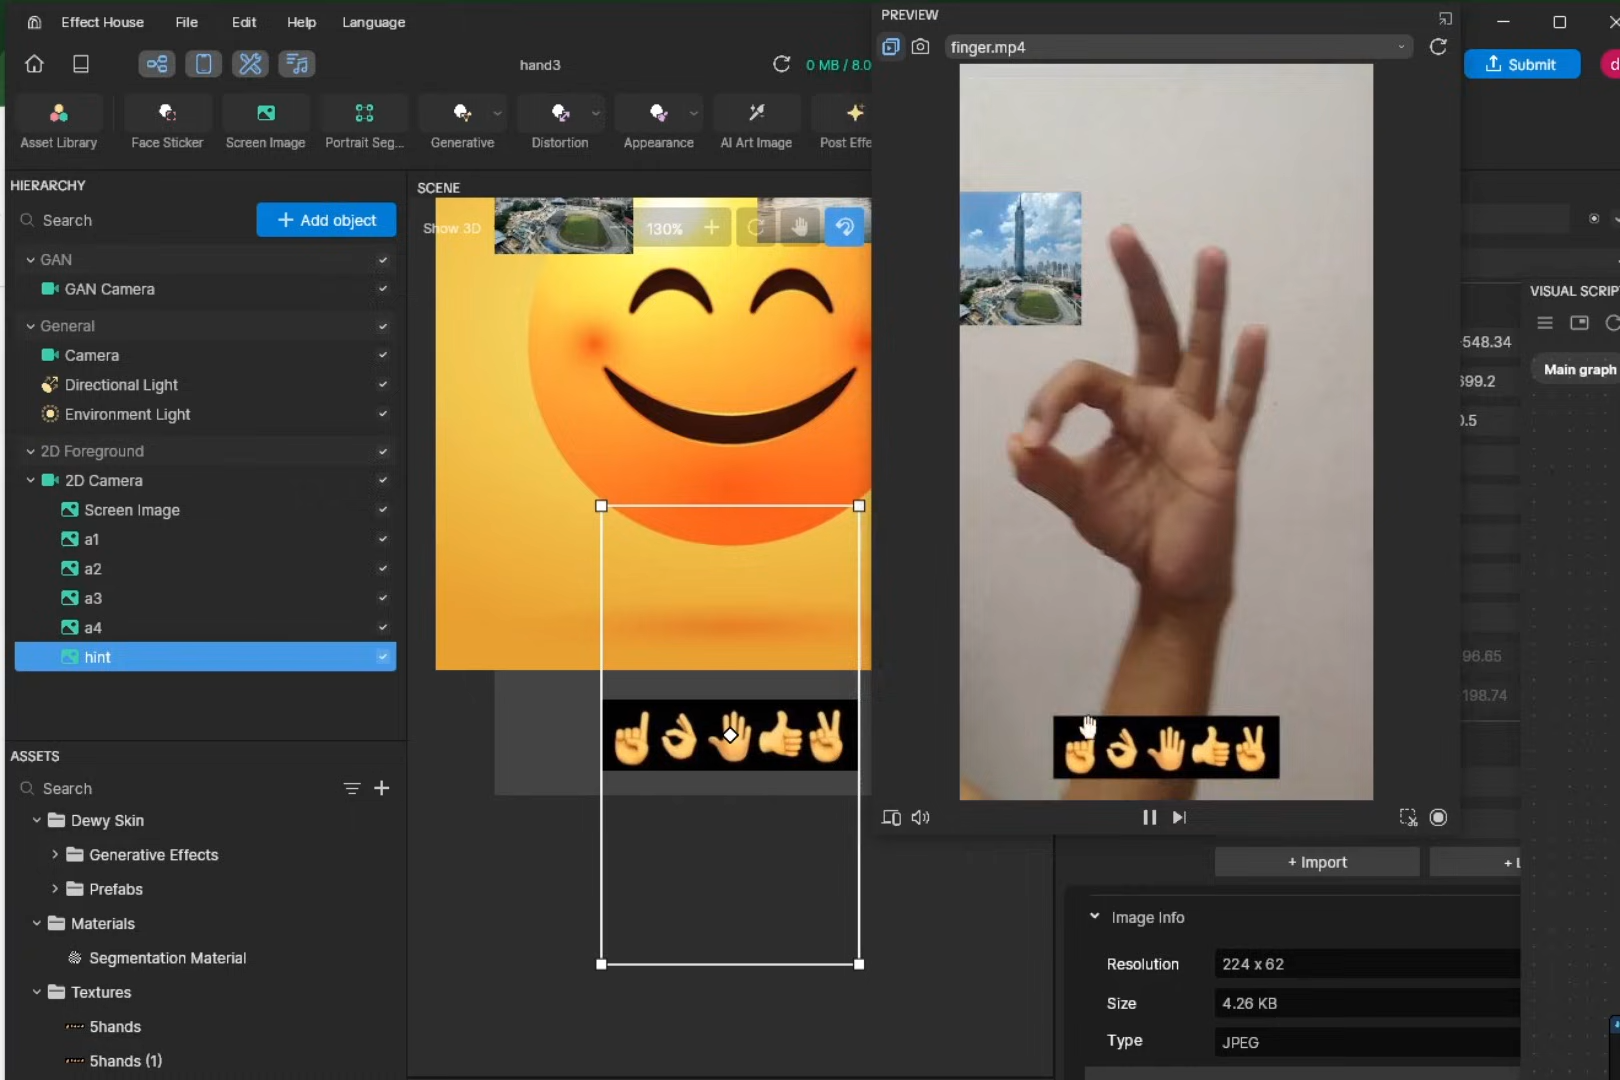 Effect House
File
Edit
Help
Language
hand3
0 MB / 8.0
Asset Library
Face Sticker
Screen Image
Portrait Seg...
Generative
Distortion
Appearance
AI Art Image
Post Effe
PREVIEW
finger.mp4
Submit
d
HIERARCHY
Search
Add object
GAN
GAN Camera
General
Camera
Directional Light
Environment Light
2D Foreground
2D Camera
Screen Image
a1
a2
a3
a4
hint
SCENE
Show 3D
130%
VISUAL SCRIP
-548.34
399.2
0.5
Main graph
96.65
198.74
ASSETS
Search
Dewy Skin
Generative Effects
Prefabs
Materials
Segmentation Material
Textures
5hands
5hands (1)
+ Import
+ L
Image Info
Resolution
224 x 62
Size
4.26 KB
Type
JPEG